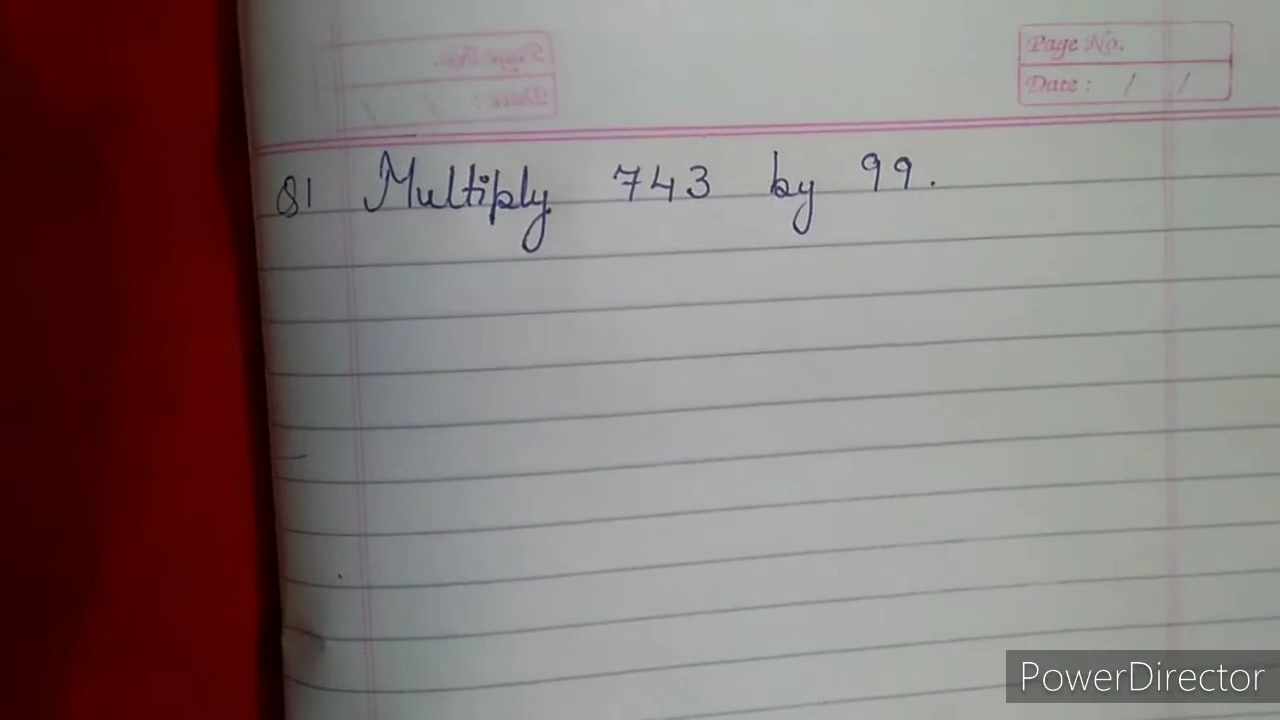 Page No.
Date : / /
Q1 Multiply 743 by 99.
PowerDirector